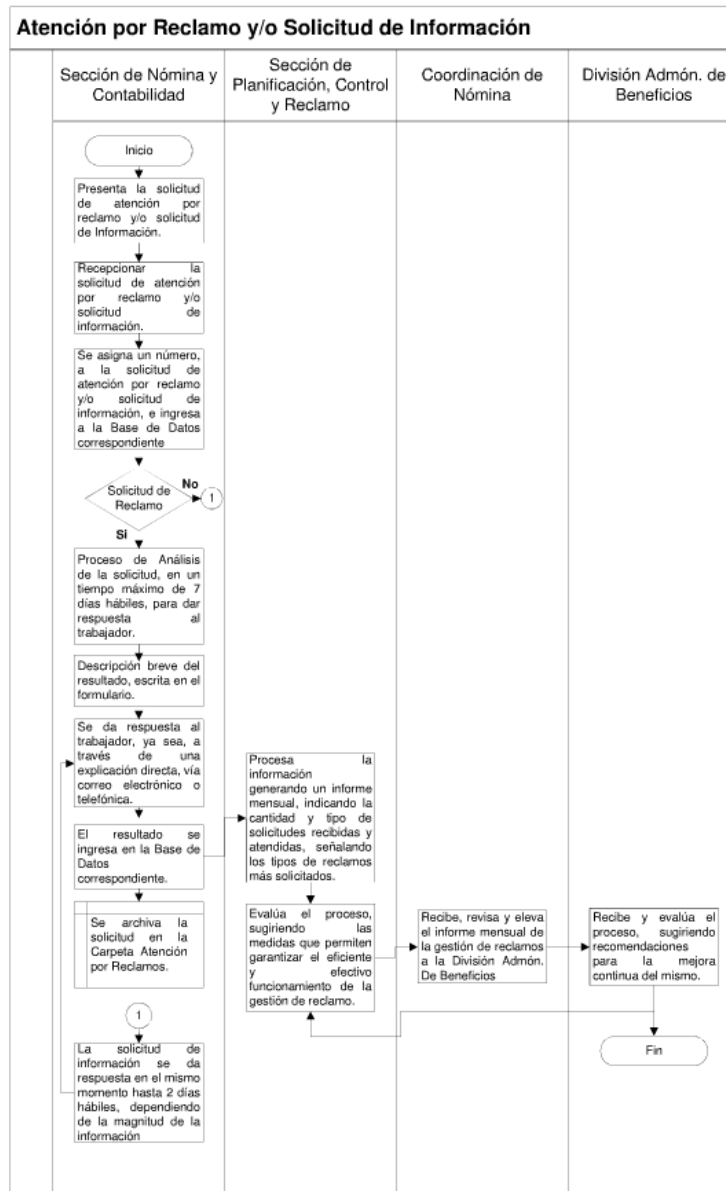 Atención por Reclamo y/o Solicitud de Información
Sección de Nómina y
Contabilidad
Sección de
Planificación, Control
y Reclamo
Coordinación de
Nómina
División Admón. de
Beneficios
Inicio
Presenta la solicitud
de atención por
reclamo y/o solicitud
de Información.
Recepcionar la
solicitud de atención
por reclamo y/o
solicitud de
información.
Se asigna un número,
a la solicitud de
atención por reclamo
y/o solicitud de
información, e ingresa
a la Base de Datos
correspondiente
Solicitud de
Reclamo
No
1
Si
Proceso de Análisis
de la solicitud, en un
tiempo máximo de 7
días hábiles, para dar
respuesta al
trabajador.
Descripción breve del
resultado, escrita en el
formulario.
Se da respuesta al
trabajador, ya sea, a
través de una
explicación directa, vía
correo electrónico o
telefónica.
El resultado se
ingresa en la Base de
Datos
correspondiente.
Se archiva la
solicitud en la
Carpeta Atención
por Reclamos.
1
La solicitud de
información se da
respuesta en el mismo
momento hasta 2 días
hábiles, dependiendo
de la magnitud de la
información
Procesa la
información
generando un informe
mensual, indicando la
cantidad y tipo de
solicitudes recibidas y
atendidas, señalando
los tipos de reclamos
más solicitados.
Evalúa el proceso,
sugiriendo las
medidas que permiten
garantizar el eficiente
y efectivo
funcionamiento de la
gestión de reclamo.
Recibe, revisa y eleva
el informe mensual de
la gestión de reclamos
a la División Admón.
De Beneficios
Recibe y evalúa el
proceso, sugiriendo
recomendaciones
para la mejora
continua del mismo.
Fin